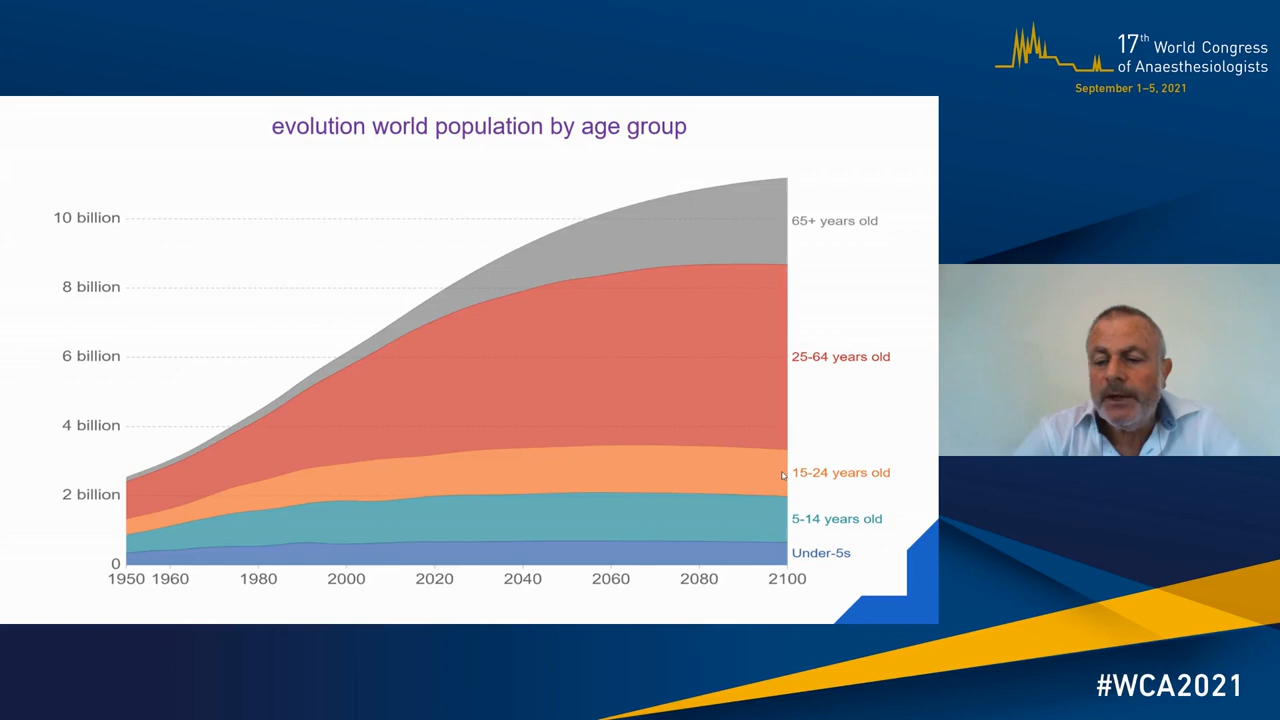 17th World Congress
of Anaesthesiologists
September 1–5, 2021
evolution world population by age group
10 billion
8 billion
6 billion
4 billion
2 billion
0
65+ years old
25-64 years old
15-24 years old
5-14 years old
Under-5s
1950 1960 1980 2000 2020 2040 2060 2080 2100
#WCA2021